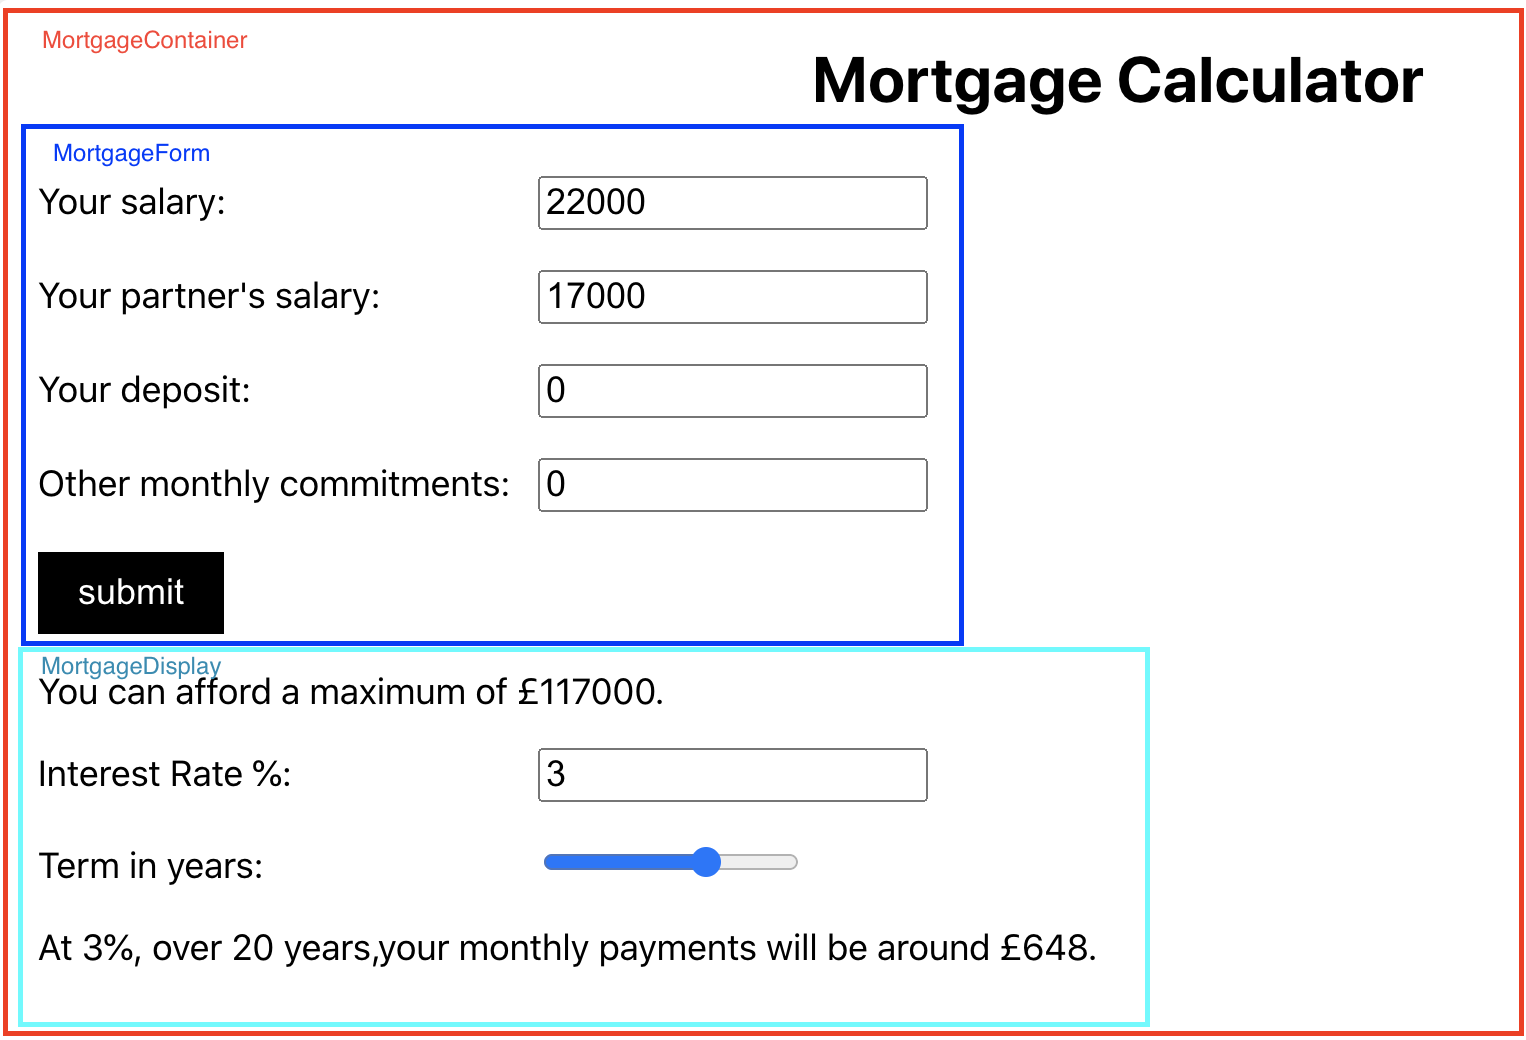 MortgageContainer
Mortgage Calculator
MortgageForm
Your salary: 22000
Your partner's salary: 17000
Your deposit: 0
Other monthly commitments: 0
submit
MortgageDisplay
You can afford a maximum of £117000.
Interest Rate %: 3
Term in years:
At 3%, over 20 years,your monthly payments will be around £648.